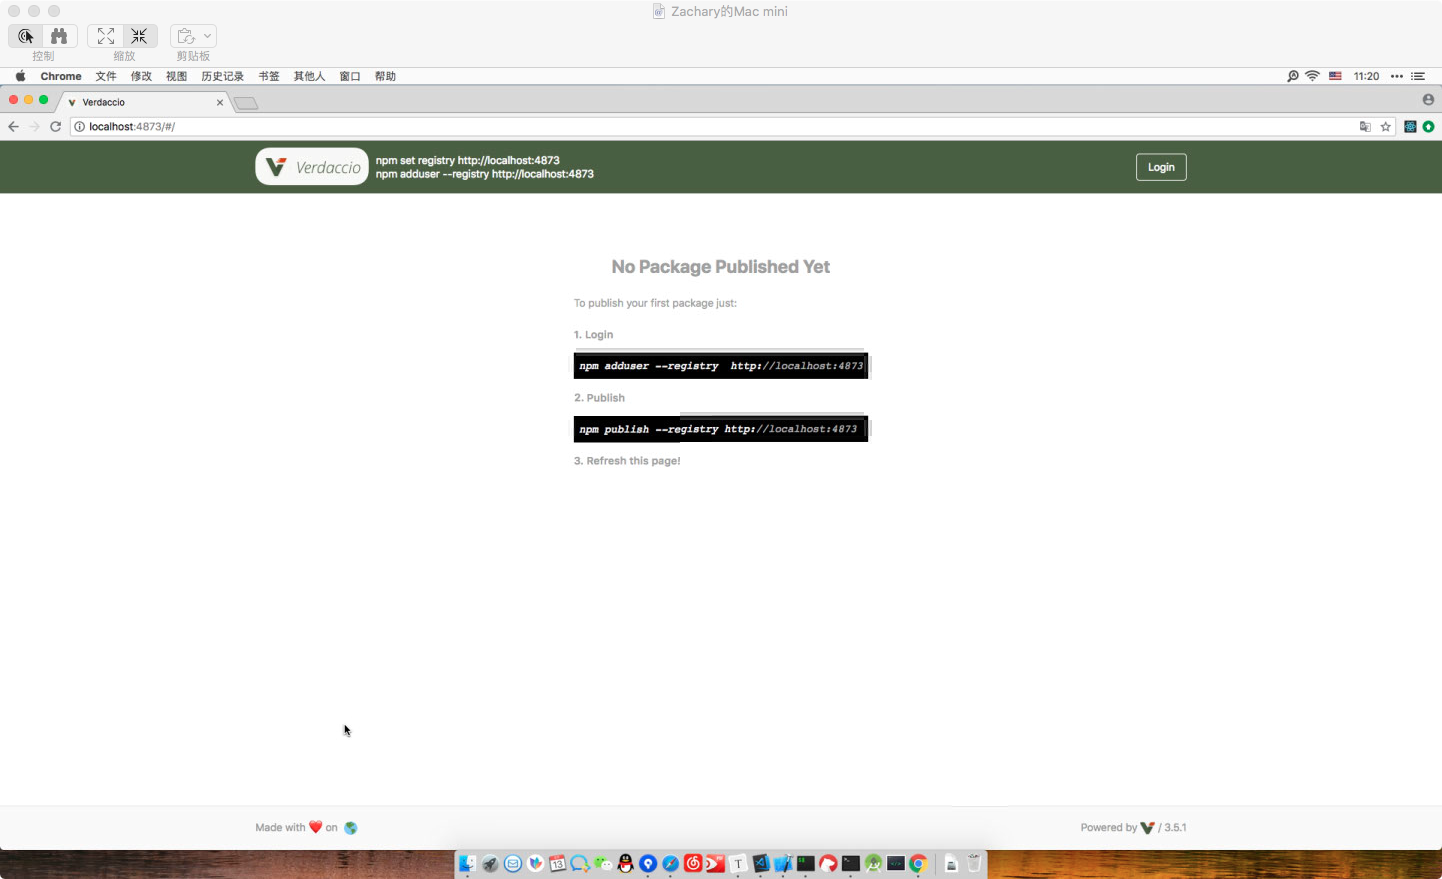 Zachary的Mac mini
控制
缩放
剪贴板
Chrome 文件 修改 视图 历史记录 书签 其他人 窗口 帮助 11:20
Verdaccio
localhost:4873/#/
Verdaccio
npm set registry http://localhost:4873
npm adduser --registry http://localhost:4873
Login
No Package Published Yet
To publish your first package just:
1. Login
npm adduser --registry http://localhost:4873
2. Publish
npm publish --registry http://localhost:4873
3. Refresh this page!
Made with ❤️ on 🌎
Powered by / 3.5.1
13
T